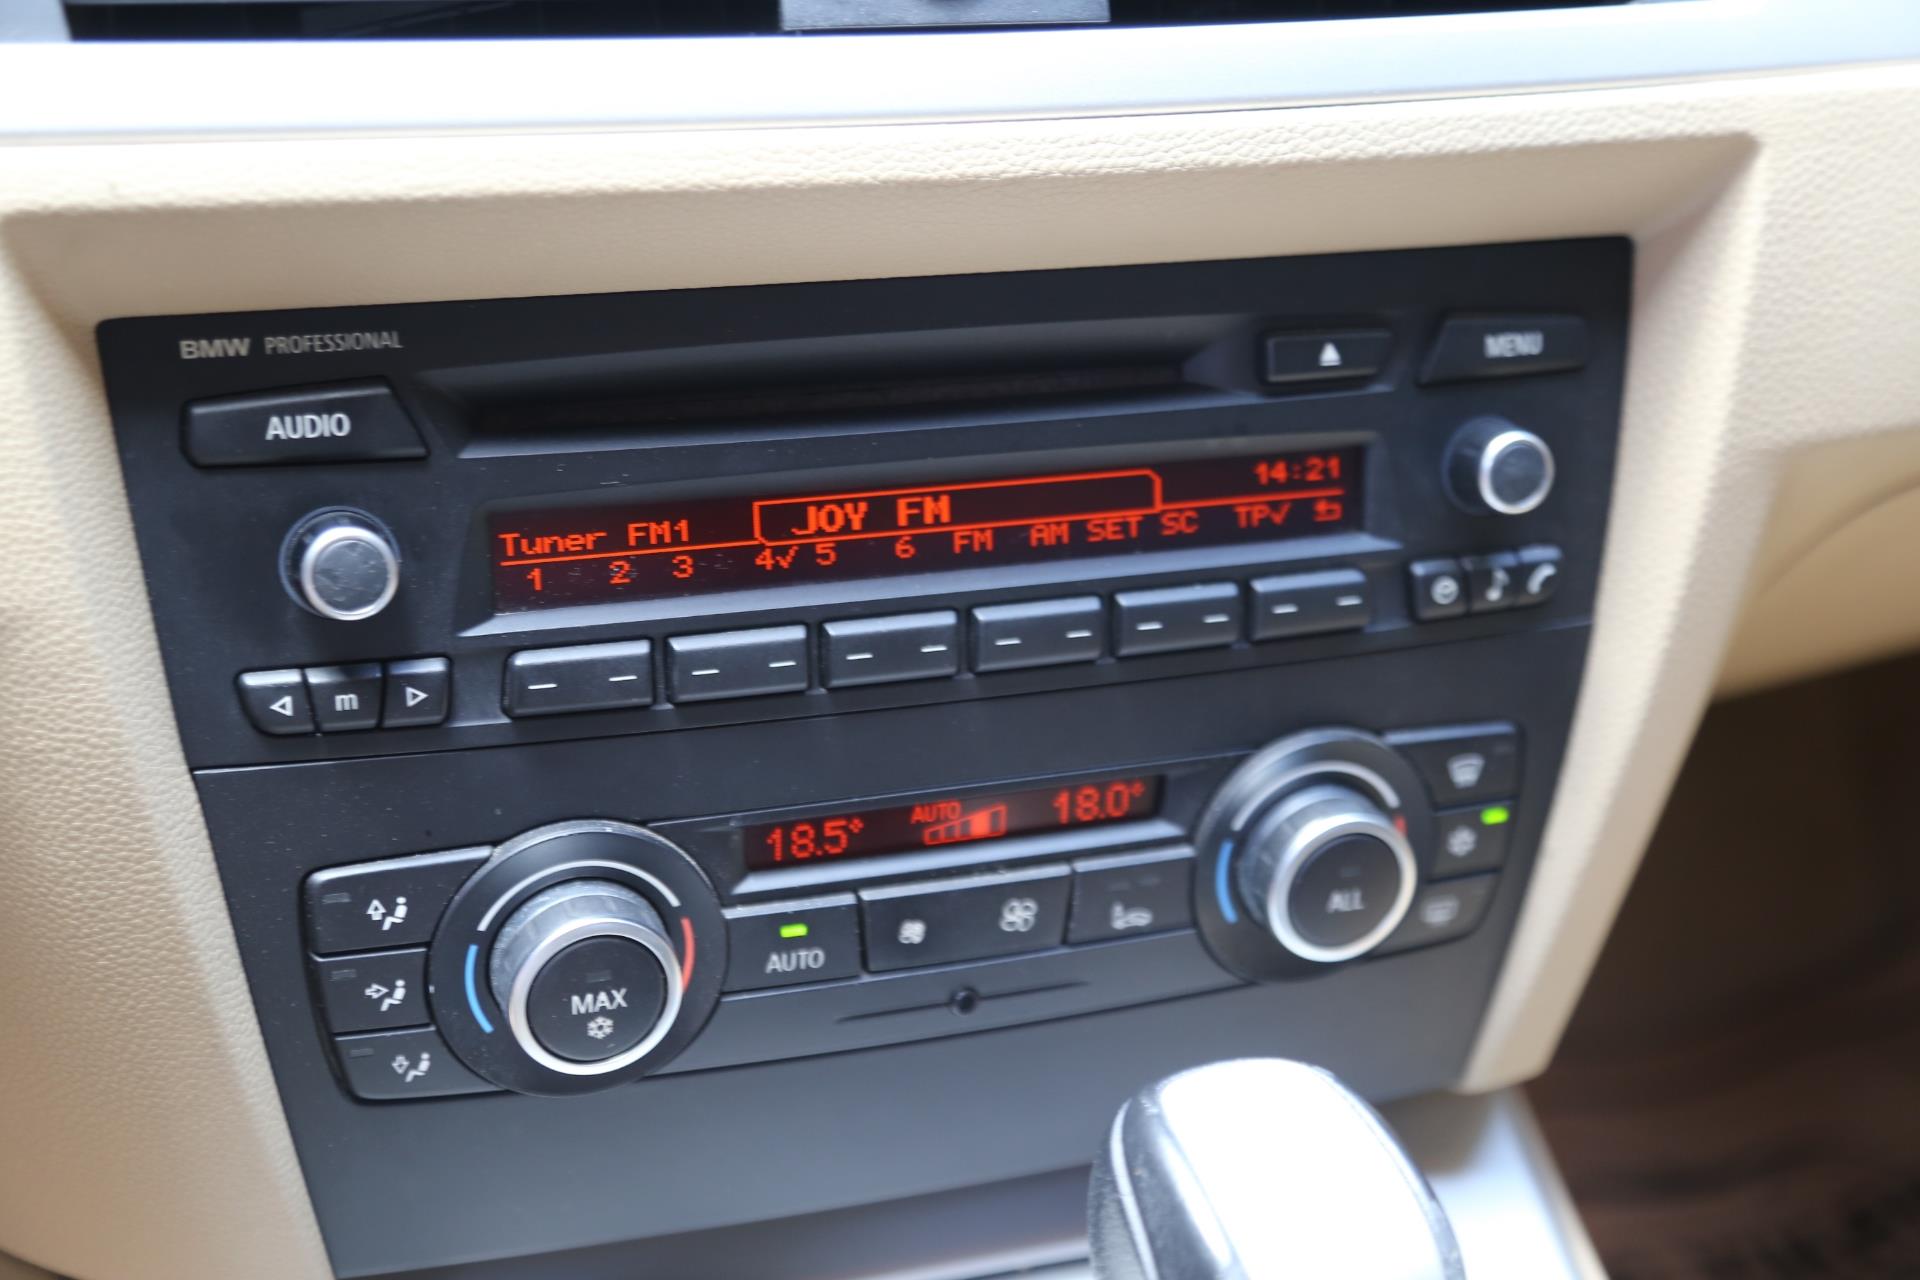 BMW PROFESSIONAL
MENU
AUDIO
14:21
Tuner FM1 JOY FM
1 2 3 4✓ 5 6 FM AM SET SC TP✓
m
18.5° AUTO 18.0°
ALL
AUTO
MAX